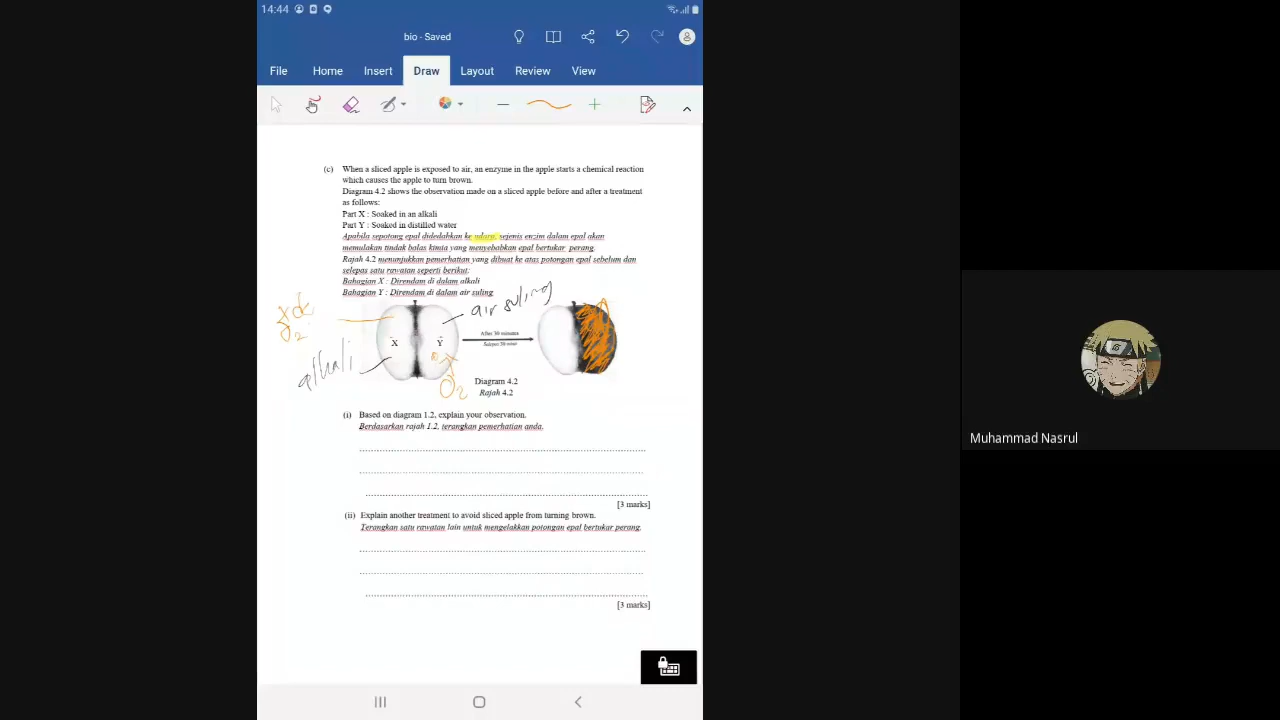 14:44
bio - Saved
File Home Insert Draw Layout Review View
(c) When a sliced apple is exposed to air, an enzyme in the apple starts a chemical reaction
which causes the apple to turn brown.
Diagram 4.2 shows the observation made on a sliced apple before and after a treatment
as follows:
Part X : Soaked in an alkali
Part Y : Soaked in distilled water
Apabila sepotong epal didedahkan ke udara, sejenis enzim dalam epal akan
memulakan tindak balas kimia yang menyebabkan epal bertukar perang.
Rajah 4.2 menunjukkan pemerhatian yang dibuat ke atas potongan epal sebelum dan
selepas satu rawatan seperti berikut:
Bahagian X : Direndam di dalam alkali
Bahagian Y : Direndam di dalam air suling
air suling
O2
alkali
X
Y
After 30 minutes
Selepas 30 minit
O2
Diagram 4.2
Rajah 4.2
(i) Based on diagram 1.2, explain your observation.
Berdasarkan rajah 1.2, terangkan pemerhatian anda.
[3 marks]
(ii) Explain another treatment to avoid sliced apple from turning brown.
Terangkan satu rawatan lain untuk mengelakkan potongan epal bertukar perang.
[3 marks]
Muhammad Nasrul